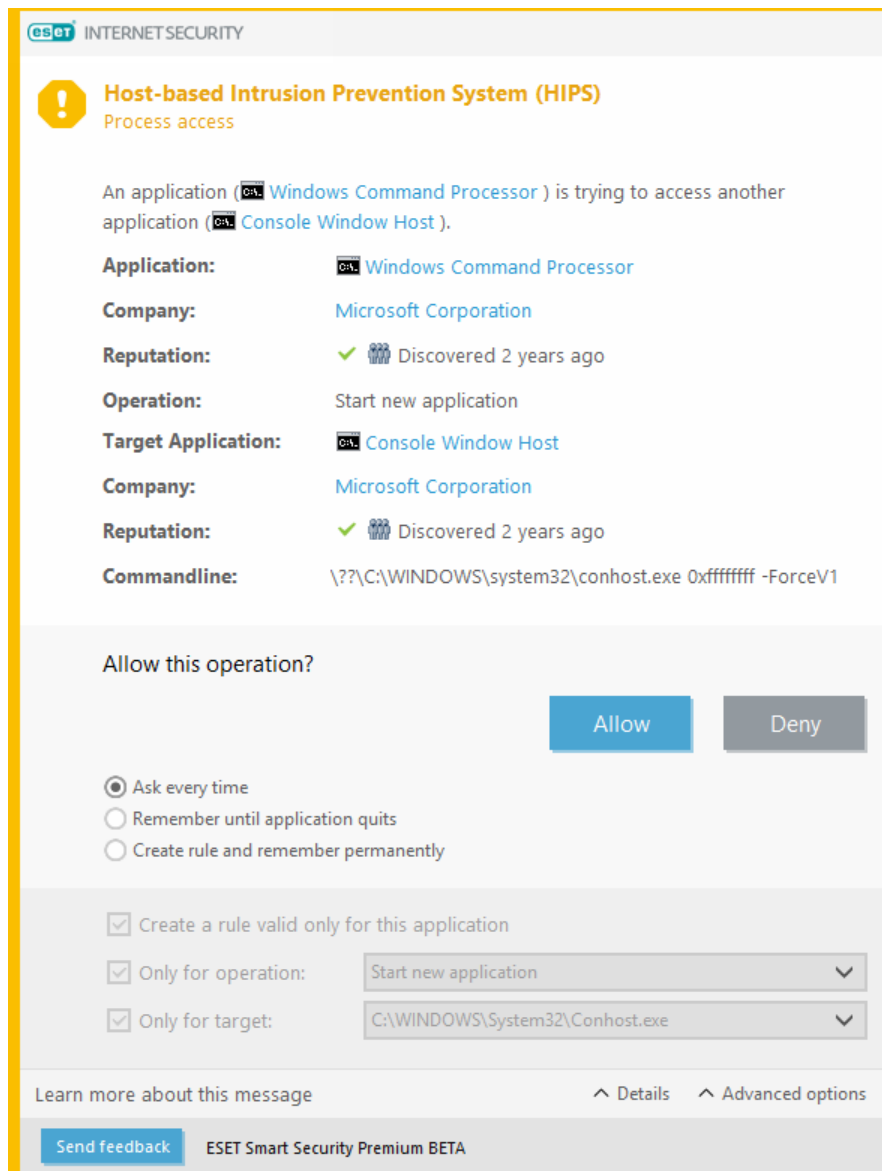 eset INTERNET SECURITY
Host-based Intrusion Prevention System (HIPS)
Process access
An application ( Windows Command Processor ) is trying to access another
application ( Console Window Host ).
Application: Windows Command Processor
Company: Microsoft Corporation
Reputation: Discovered 2 years ago
Operation: Start new application
Target Application: Console Window Host
Company: Microsoft Corporation
Reputation: Discovered 2 years ago
Commandline: \??\C:\WINDOWS\system32\conhost.exe 0xffffffff -ForceV1
Allow this operation?
Allow Deny
Ask every time
Remember until application quits
Create rule and remember permanently
Create a rule valid only for this application
Only for operation: Start new application
Only for target: C:\WINDOWS\System32\Conhost.exe
Learn more about this message Details Advanced options
Send feedback ESET Smart Security Premium BETA